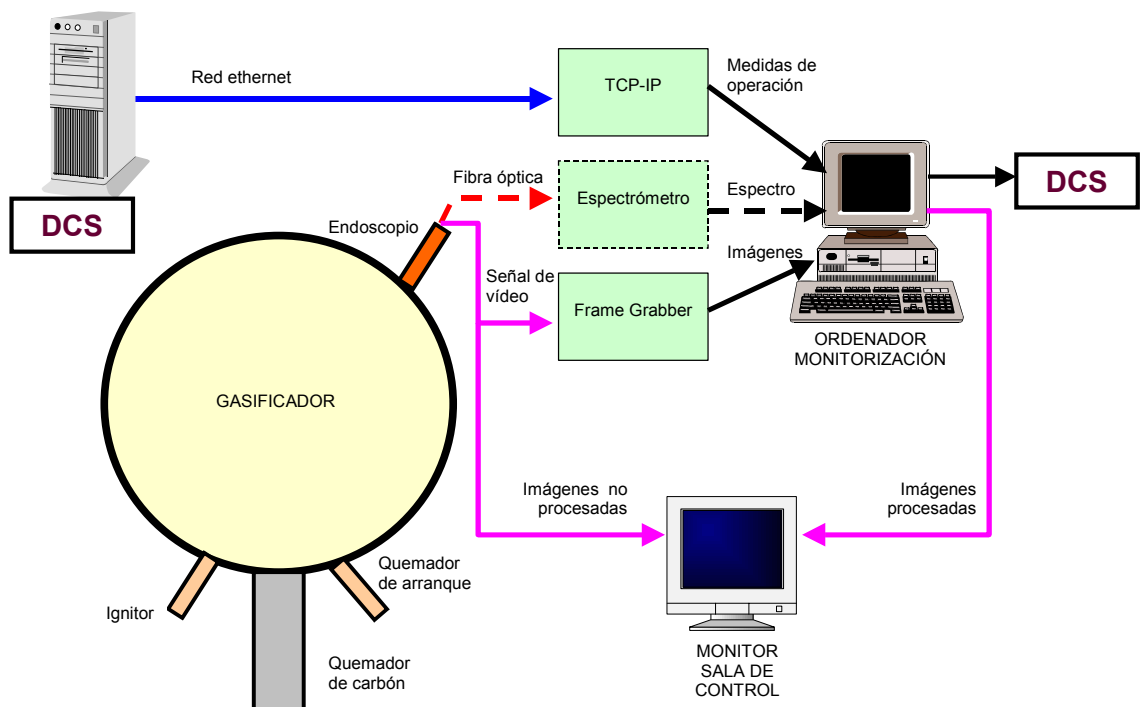 Red ethernet
TCP-IP
Medidas de
operación
DCS
DCS
Fibra óptica
Espectrómetro
Espectro
Endoscopio
Señal de
vídeo
Frame Grabber
Imágenes
ORDENADOR
MONITORIZACIÓN
GASIFICADOR
Imágenes no
procesadas
Imágenes
procesadas
Ignitor
Quemador
de arranque
Quemador
de carbón
MONITOR
SALA DE
CONTROL